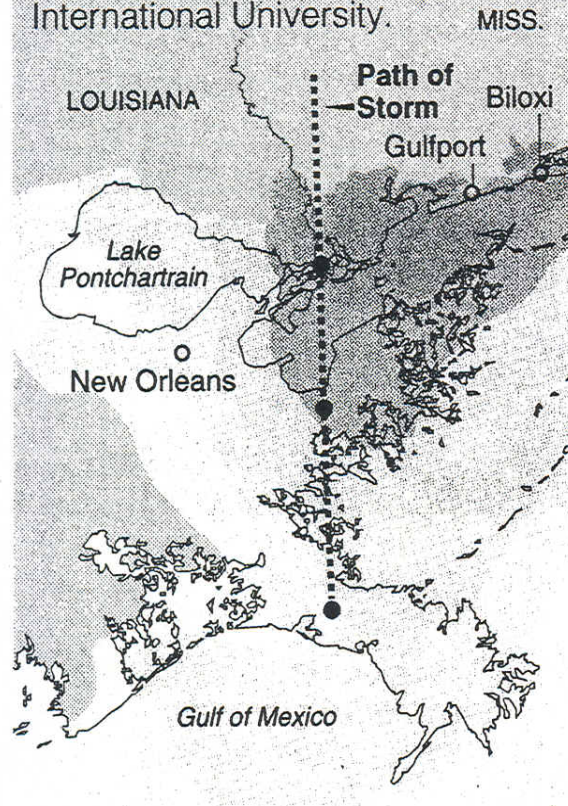 International University.
MISS.
LOUISIANA
Path of
Storm
Biloxi
Gulfport
Lake
Pontchartrain
New Orleans
Gulf of Mexico